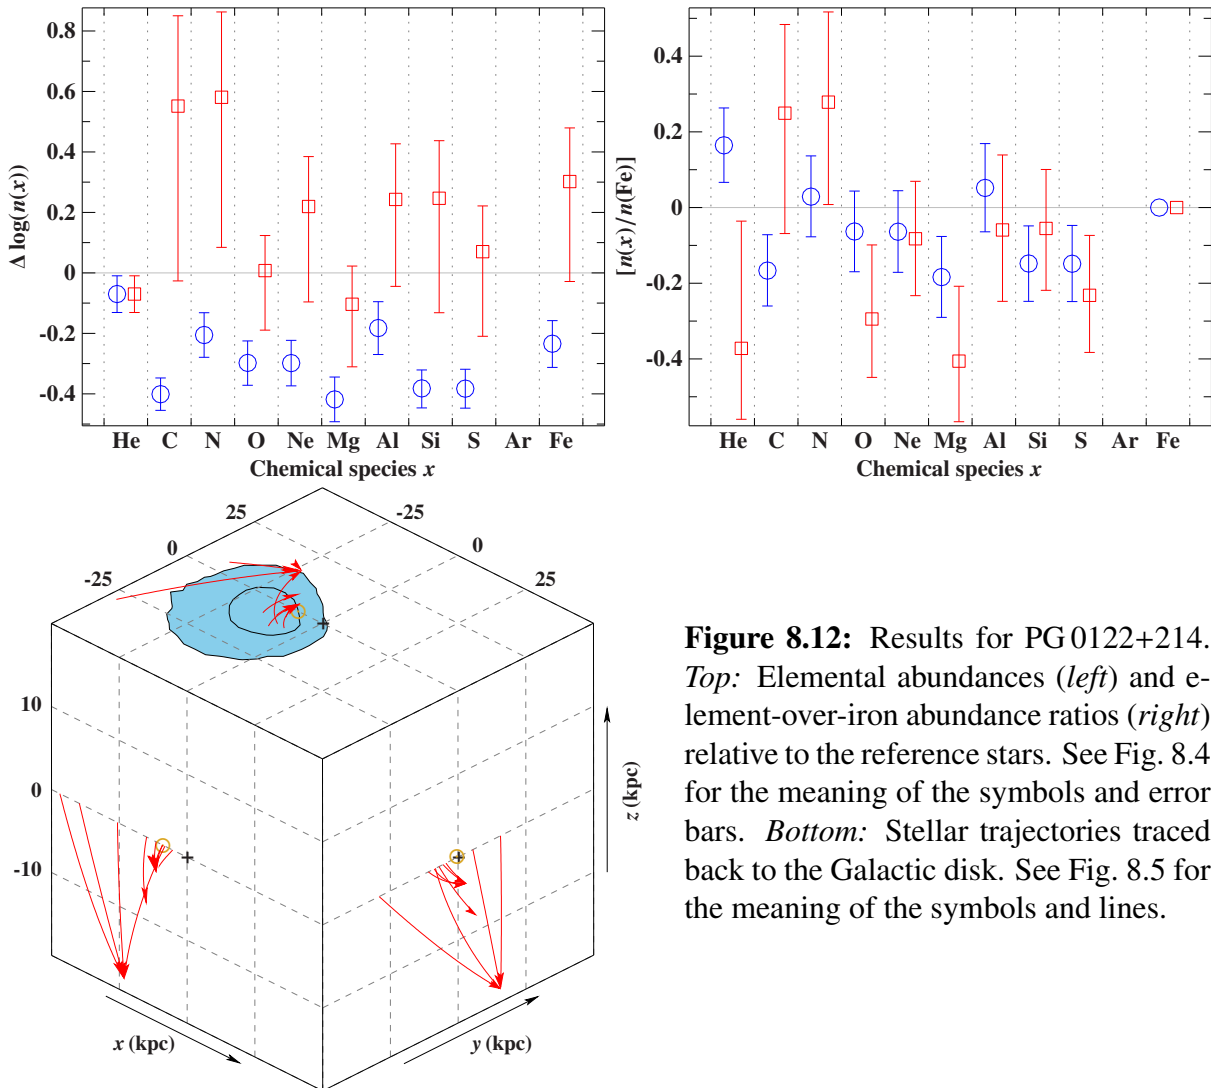 0.8
0.6
0.4
0.2
0
-0.2
-0.4
Δ log(n(x))
He C N O Ne Mg Al Si S Ar Fe
Chemical species x
0.4
0.2
0
-0.2
-0.4
[n(x)/n(Fe)]
He C N O Ne Mg Al Si S Ar Fe
Chemical species x
25
0
-25
-25
0
25
10
0
-10
z (kpc)
x (kpc)
y (kpc)
Figure 8.12: Results for PG 0122+214.
Top: Elemental abundances (left) and e-
lement-over-iron abundance ratios (right)
relative to the reference stars. See Fig. 8.4
for the meaning of the symbols and error
bars. Bottom: Stellar trajectories traced
back to the Galactic disk. See Fig. 8.5 for
the meaning of the symbols and lines.